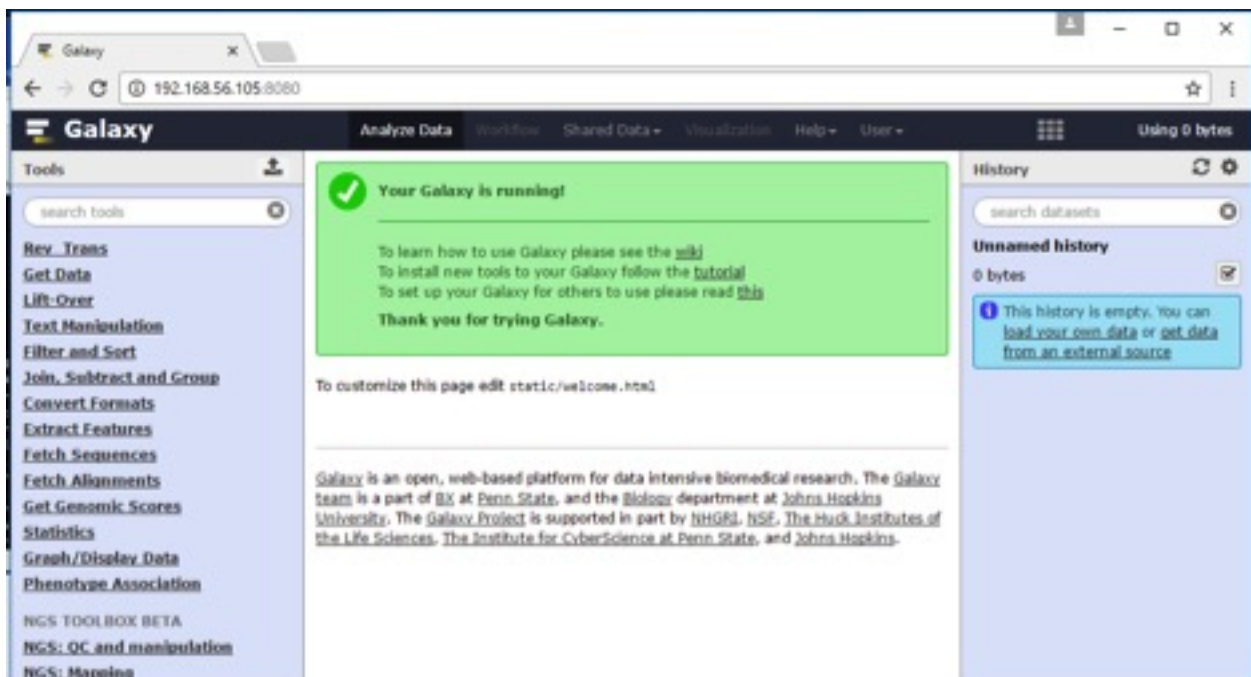 Galaxy
192.168.56.105:8080
Galaxy
Analyze Data Workflow Shared Data Visualization Help User
Using 0 bytes
Tools
search tools
Rev_Trans
Get Data
Lift-Over
Text Manipulation
Filter and Sort
Join, Subtract and Group
Convert Formats
Extract Features
Fetch Sequences
Fetch Alignments
Get Genomic Scores
Statistics
Graph/Display Data
Phenotype Association
NGS TOOLBOX BETA
NGS: QC and manipulation
NGS: Mapping
Your Galaxy is running!
To learn how to use Galaxy please see the wiki
To install new tools to your Galaxy follow the tutorial
To set up your Galaxy for others to use please read this
Thank you for trying Galaxy.
To customize this page edit static/welcome.html
Galaxy is an open, web-based platform for data intensive biomedical research. The Galaxy
team is a part of BX at Penn State, and the Biology department at Johns Hopkins
University. The Galaxy Project is supported in part by NHGRI, NSF, The Huck Institutes of
the Life Sciences, The Institute for CyberScience at Penn State, and Johns Hopkins.
History
search datasets
Unnamed history
0 bytes
This history is empty. You can
load your own data or get data
from an external source